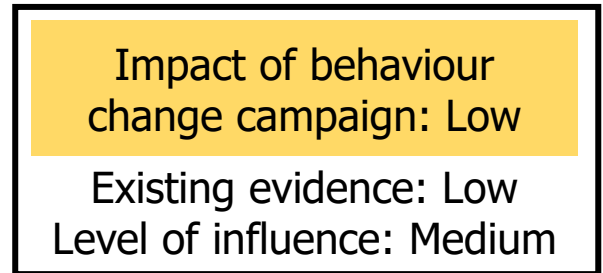 Impact of behaviour
change campaign: Low
Existing evidence: Low
Level of influence: Medium